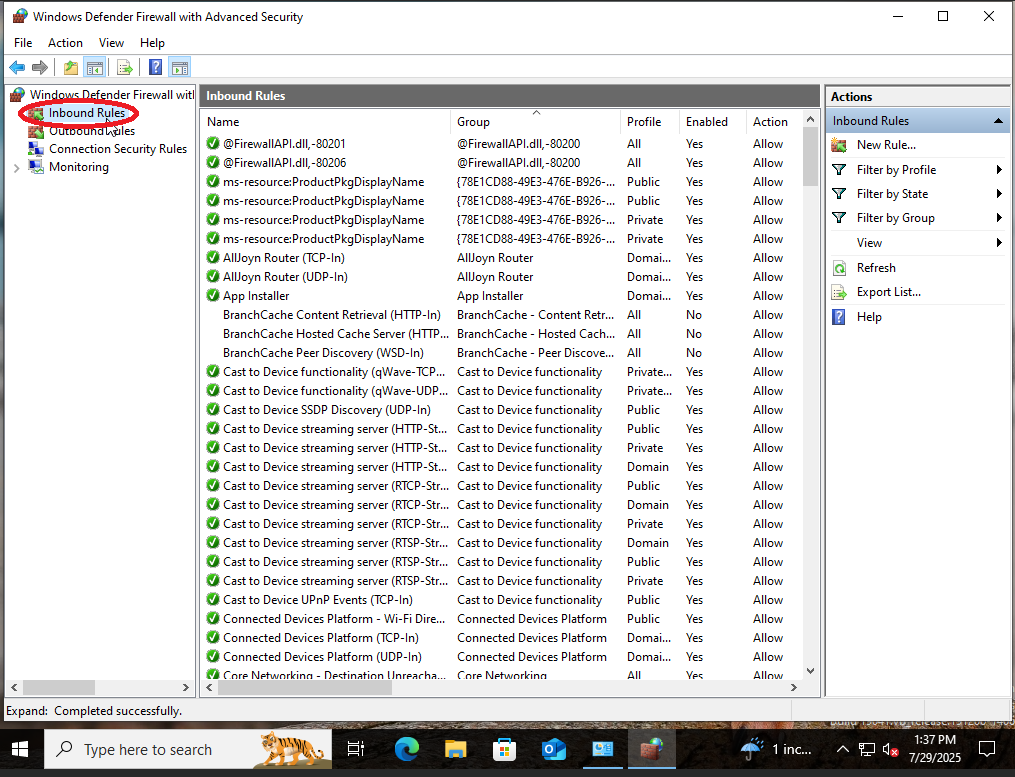 Windows Defender Firewall with Advanced Security
File Action View Help
Windows Defender Firewall witl
Inbound Rules
Outbound Rules
Connection Security Rules
Monitoring
Inbound Rules
Name Group Profile Enabled Action
@FirewallAPI.dll,-80201 @FirewallAPI.dll,-80200 All Yes Allow
@FirewallAPI.dll,-80206 @FirewallAPI.dll,-80200 All Yes Allow
ms-resource:ProductPkgDisplayName {78E1CD88-49E3-476E-B926-... Public Yes Allow
ms-resource:ProductPkgDisplayName {78E1CD88-49E3-476E-B926-... Public Yes Allow
ms-resource:ProductPkgDisplayName {78E1CD88-49E3-476E-B926-... Private Yes Allow
ms-resource:ProductPkgDisplayName {78E1CD88-49E3-476E-B926-... Private Yes Allow
AllJoyn Router (TCP-In) AllJoyn Router Domai... Yes Allow
AllJoyn Router (UDP-In) AllJoyn Router Domai... Yes Allow
App Installer App Installer Domai... Yes Allow
BranchCache Content Retrieval (HTTP-In) BranchCache - Content Retr... All No Allow
BranchCache Hosted Cache Server (HTTP... BranchCache - Hosted Cach... All No Allow
BranchCache Peer Discovery (WSD-In) BranchCache - Peer Discove... All No Allow
Cast to Device functionality (qWave-TCP... Cast to Device functionality Private... Yes Allow
Cast to Device functionality (qWave-UDP... Cast to Device functionality Private... Yes Allow
Cast to Device SSDP Discovery (UDP-In) Cast to Device functionality Public Yes Allow
Cast to Device streaming server (HTTP-St... Cast to Device functionality Public Yes Allow
Cast to Device streaming server (HTTP-St... Cast to Device functionality Private Yes Allow
Cast to Device streaming server (HTTP-St... Cast to Device functionality Domain Yes Allow
Cast to Device streaming server (RTCP-Str... Cast to Device functionality Public Yes Allow
Cast to Device streaming server (RTCP-Str... Cast to Device functionality Domain Yes Allow
Cast to Device streaming server (RTCP-Str... Cast to Device functionality Private Yes Allow
Cast to Device streaming server (RTSP-Str... Cast to Device functionality Domain Yes Allow
Cast to Device streaming server (RTSP-Str... Cast to Device functionality Public Yes Allow
Cast to Device streaming server (RTSP-Str... Cast to Device functionality Private Yes Allow
Cast to Device UPnP Events (TCP-In) Cast to Device functionality Public Yes Allow
Connected Devices Platform - Wi-Fi Dire... Connected Devices Platform Public Yes Allow
Connected Devices Platform (TCP-In) Connected Devices Platform Domai... Yes Allow
Connected Devices Platform (UDP-In) Connected Devices Platform Domai... Yes Allow
Core Networking - Destination Unreacha... Core Networking All Yes Allow
Actions
Inbound Rules
New Rule...
Filter by Profile
Filter by State
Filter by Group
View
Refresh
Export List...
Help
Expand: Completed successfully.
Type here to search
1 inc...
1:37 PM
7/29/2025